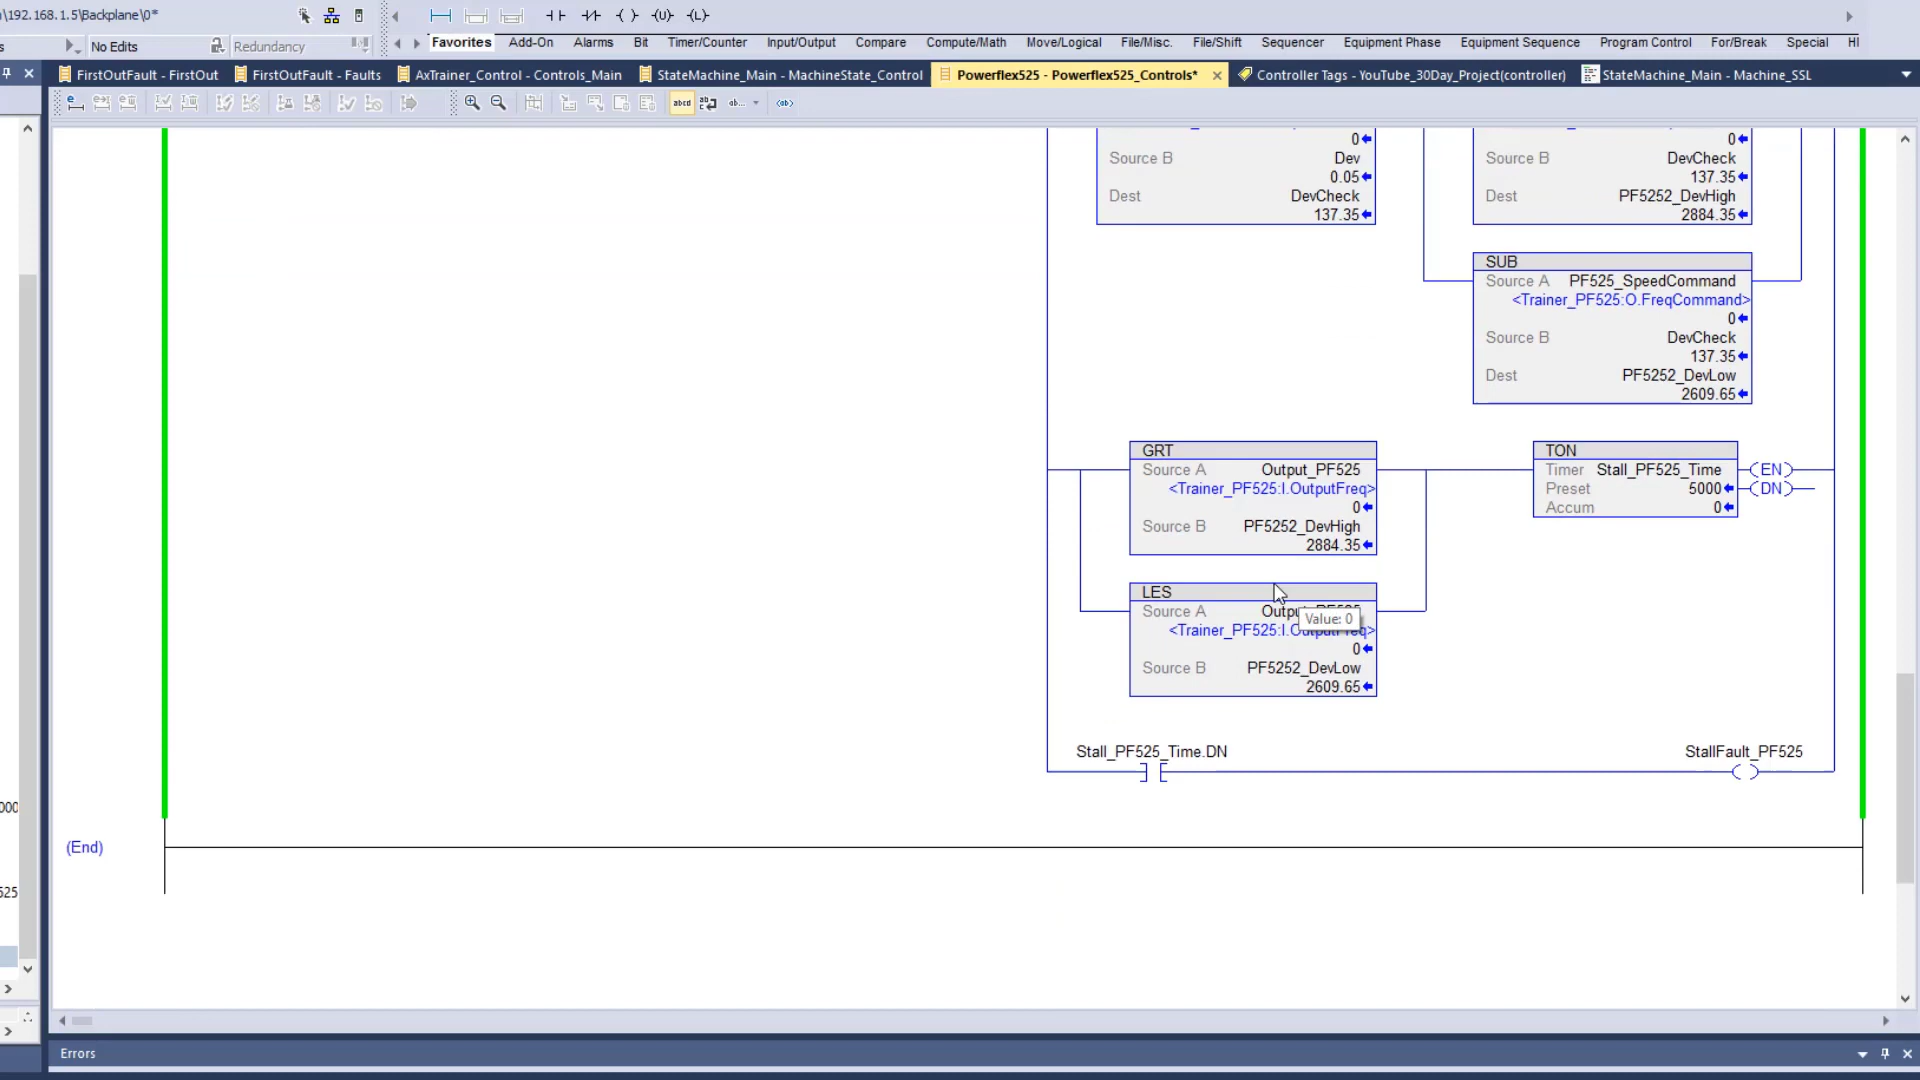 \192.168.1.5\Backplane\0*
No Edits
Redundancy
Favorites Add-On Alarms Bit Timer/Counter Input/Output Compare Compute/Math Move/Logical File/Misc. File/Shift Sequencer Equipment Phase Equipment Sequence Program Control For/Break Special HI
FirstOutFault - FirstOut
FirstOutFault - Faults
AxTrainer_Control - Controls_Main
StateMachine_Main - MachineState_Control
Powerflex525 - Powerflex525_Controls*
Controller Tags - YouTube_30Day_Project(controller)
StateMachine_Main - Machine_SSL
0
Source B Dev
0.05
Dest DevCheck
137.35
0
Source B DevCheck
137.35
Dest PF5252_DevHigh
2884.35
SUB
Source A PF525_SpeedCommand
<Trainer_PF525:O.FreqCommand>
0
Source B DevCheck
137.35
Dest PF5252_DevLow
2609.65
GRT
Source A Output_PF525
<Trainer_PF525:I.OutputFreq>
0
Source B PF5252_DevHigh
2884.35
TON
Timer Stall_PF525_Time
Preset 5000
Accum 0
EN
DN
LES
Source A
Value: 0
0
Source B PF5252_DevLow
2609.65
Stall_PF525_Time.DN
StallFault_PF525
(End)
000
525
Errors